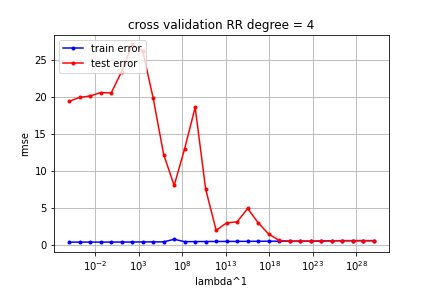 cross validation RR degree = 4
train error
test error
rmse
25
20
15
10
5
0
10^-2 10^3 10^8 10^13 10^18 10^23 10^28
lambda^1